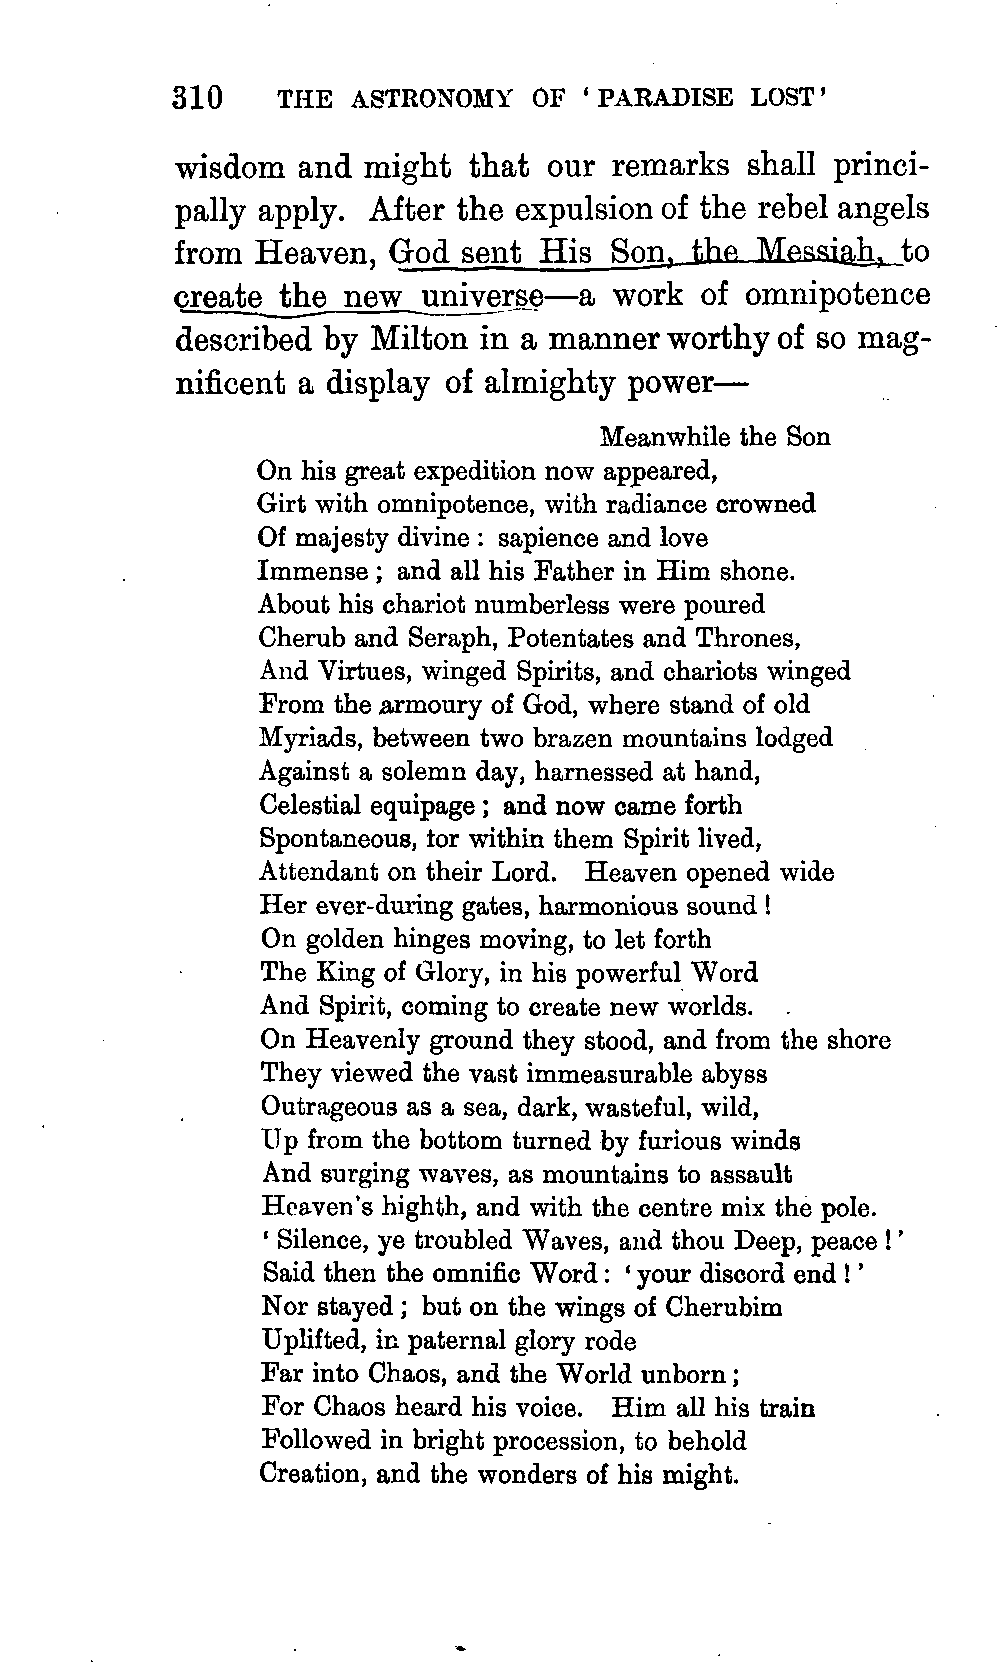 310 THE ASTRONOMY OF ‘ PARADISE LOST’
wisdom and might that our remarks shall princi-
pally apply. After the expulsion of the rebel angels
from Heaven, God sent His Son, the Messiah, to
create the new universe—a work of omnipotence
described by Milton in a manner worthy of so mag-
nificent a display of almighty power—
Meanwhile the Son
On his great expedition now appeared,
Girt with omnipotence, with radiance crowned
Of majesty divine : sapience and love
Immense ; and all his Father in Him shone.
About his chariot numberless were poured
Cherub and Seraph, Potentates and Thrones,
And Virtues, winged Spirits, and chariots winged
From the armoury of God, where stand of old
Myriads, between two brazen mountains lodged
Against a solemn day, harnessed at hand,
Celestial equipage ; and now came forth
Spontaneous, for within them Spirit lived,
Attendant on their Lord. Heaven opened wide
Her ever-during gates, harmonious sound !
On golden hinges moving, to let forth
The King of Glory, in his powerful Word
And Spirit, coming to create new worlds.
On Heavenly ground they stood, and from the shore
They viewed the vast immeasurable abyss
Outrageous as a sea, dark, wasteful, wild,
Up from the bottom turned by furious winds
And surging waves, as mountains to assault
Heaven's highth, and with the centre mix the pole.
‘ Silence, ye troubled Waves, and thou Deep, peace ! ’
Said then the omnific Word : ‘ your discord end ! ’
Nor stayed ; but on the wings of Cherubim
Uplifted, in paternal glory rode
Far into Chaos, and the World unborn ;
For Chaos heard his voice. Him all his train
Followed in bright procession, to behold
Creation, and the wonders of his might.